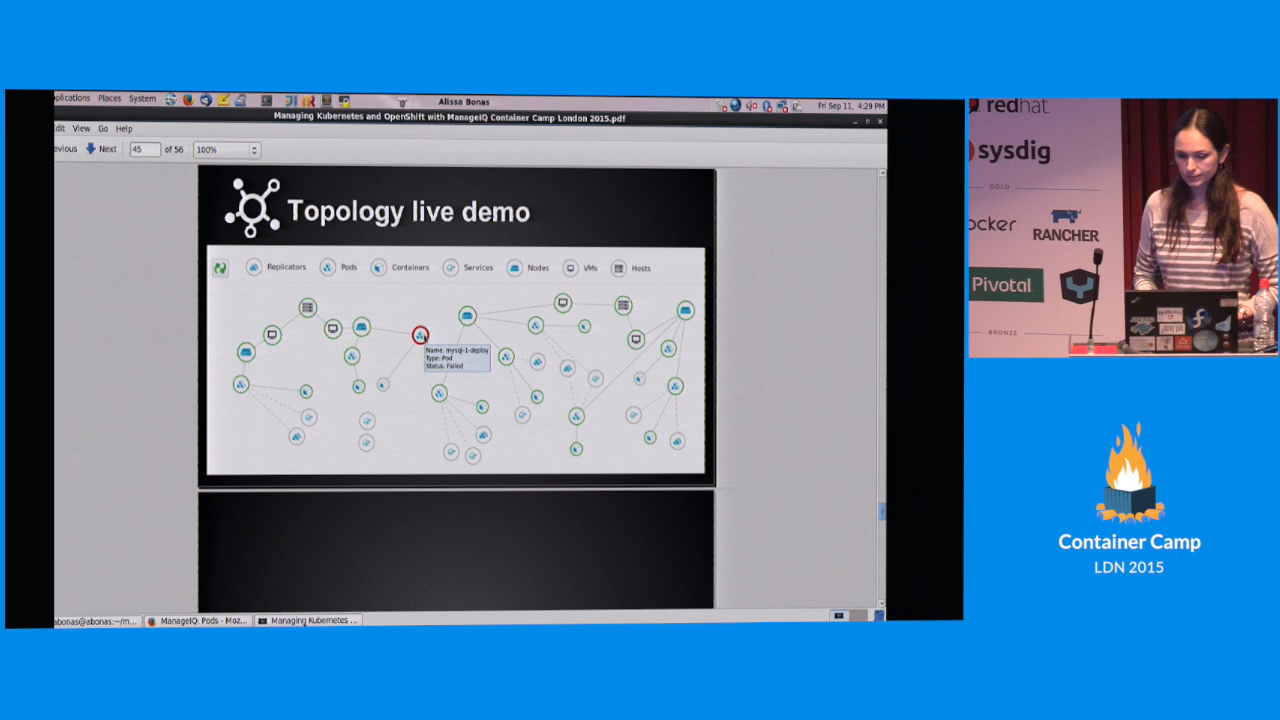 plications Places System
Alissa Bonas
Fri Sep 11, 4:29 PM
Managing Kubernetes and OpenShift with ManageIQ Container Camp London 2015.pdf
dit View Go Help
evious Next 45 of 56 100%
Topology live demo
Replicators Pods Containers Services Nodes VMs Hosts
Name: mysql-1-deploy
Type: Pod
Status: Failed
abonas@abonas:~/m... ManageIQ: Pods - Moz... Managing Kubernetes ...
redhat.
sysdig
GOLD
ocker
RANCHER
Pivotal
BRONZE
Container Camp
LDN 2015